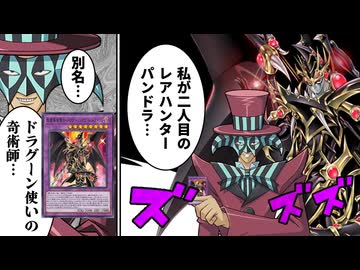 私が二人目の
レアハンター
パンドラ…
ズズズ
別名…
ドラグーン使いの
奇術師…